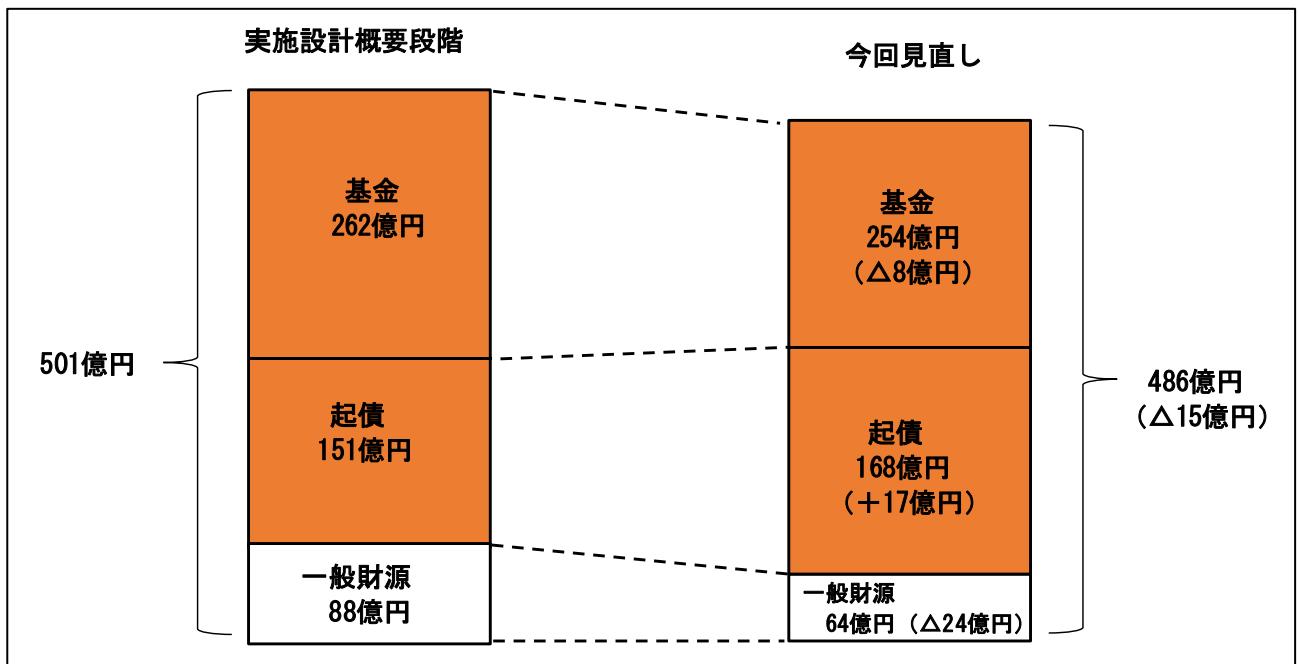 実施設計概要段階
基金
262億円
起債
151億円
一般財源
88億円
501億円
今回見直し
基金
254億円
(△8億円)
起債
168億円
(＋17億円)
一般財源
64億円 (△24億円)
486億円
(△15億円)